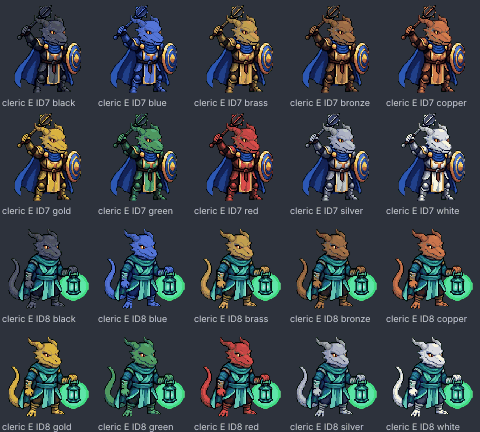 cleric E ID7 black
cleric E ID7 blue
cleric E ID7 brass
cleric E ID7 bronze
cleric E ID7 copper
cleric E ID7 gold
cleric E ID7 green
cleric E ID7 red
cleric E ID7 silver
cleric E ID7 white
cleric E ID8 black
cleric E ID8 blue
cleric E ID8 brass
cleric E ID8 bronze
cleric E ID8 copper
cleric E ID8 gold
cleric E ID8 green
cleric E ID8 red
cleric E ID8 silver
cleric E ID8 white